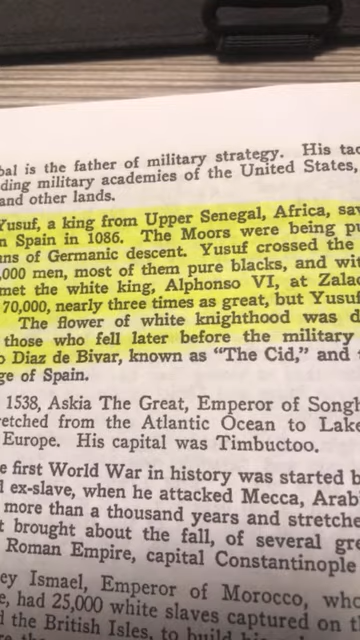 bal is the father of military strategy. His tac
ding military academies of the United States,
and other lands.
Yusuf, a king from Upper Senegal, Africa, sav
n Spain in 1086. The Moors were being pu
ans of Germanic descent. Yusuf crossed the
,000 men, most of them pure blacks, and wit
met the white king, Alphonso VI, at Zalac
70,000, nearly three times as great, but Yusuf
The flower of white knighthood was d
those who fell later before the military
o Diaz de Bivar, known as "The Cid," and t
ge of Spain.
1538, Askia The Great, Emperor of Songh
retched from the Atlantic Ocean to Lake
Europe. His capital was Timbuctoo.
e first World War in history was started b
l ex-slave, when he attacked Mecca, Arab
more than a thousand years and stretche
t brought about the fall, of several gre
Roman Empire, capital Constantinople
ey Ismael, Emperor of Morocco, who
e, had 25,000 white slaves captured on t
d the British Isles, to build his